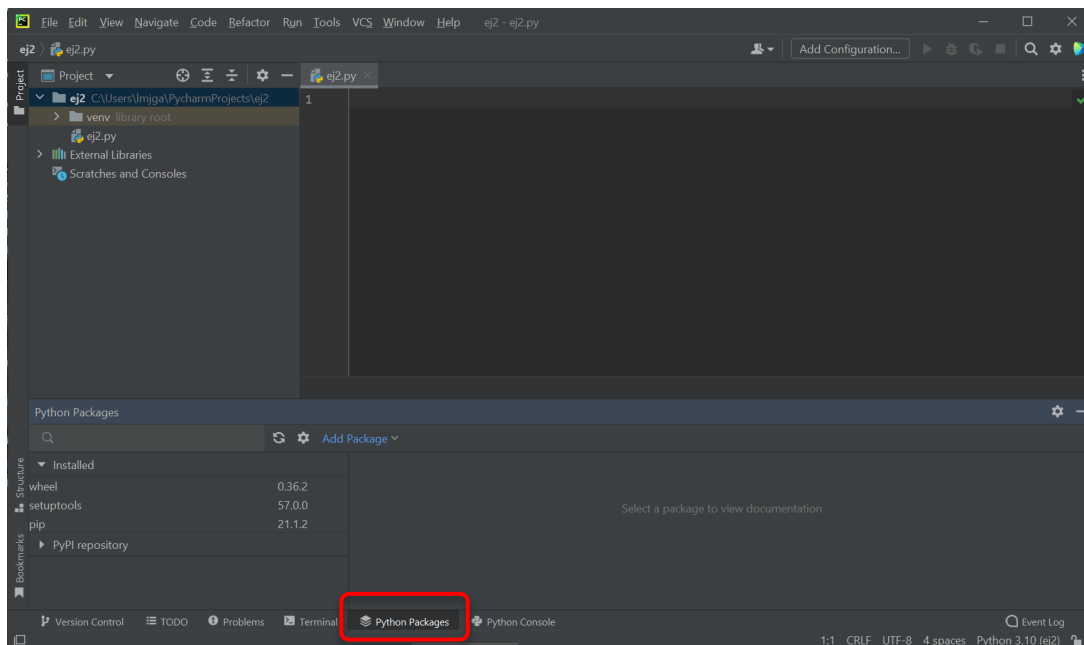 PC File Edit View Navigate Code Refactor Run Tools VCS Window Help ej2 - ej2.py
ej2 ej2.py Add Configuration...
Project Project ej2.py
ej2 C:\Users\lmjga\PycharmProjects\ej2 1
venv library root
ej2.py
External Libraries
Scratches and Consoles
Python Packages
Add Package
Installed
wheel 0.36.2
setuptools 57.0.0
Select a package to view documentation
pip 21.1.2
PyPI repository
Structure
Bookmarks
Version Control TODO Problems Terminal Python Packages Python Console Event Log
1:1 CRLF UTF-8 4 spaces Python 3.10 (ej2)